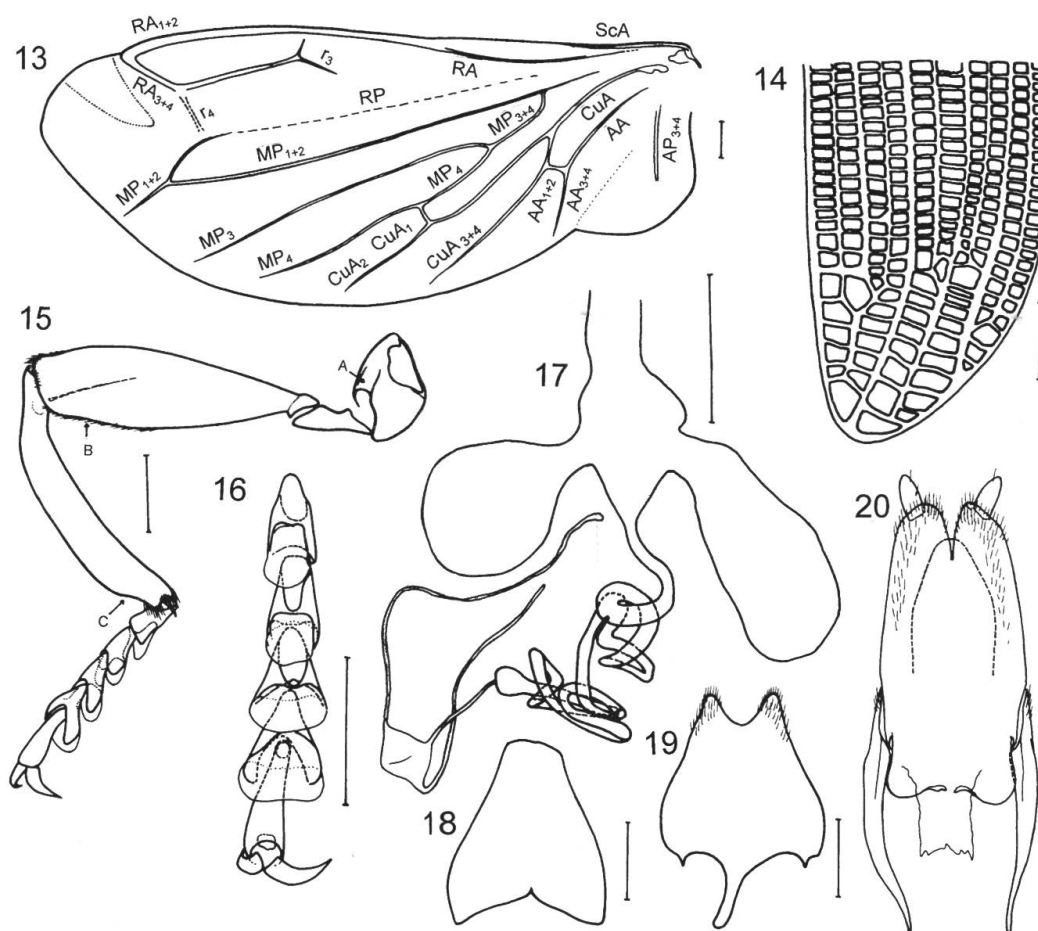 13
RA1+2
ScA
r3
RA
RA3+4
r4
RP
MP3+4
CuA
AA
AP3+4
MP1+2
MP1+2
MP4
AA1+2
AA3+4
MP3
MP4
CuA1
CuA2
CuA3+4
14
15
A
B
C
16
17
18
19
20